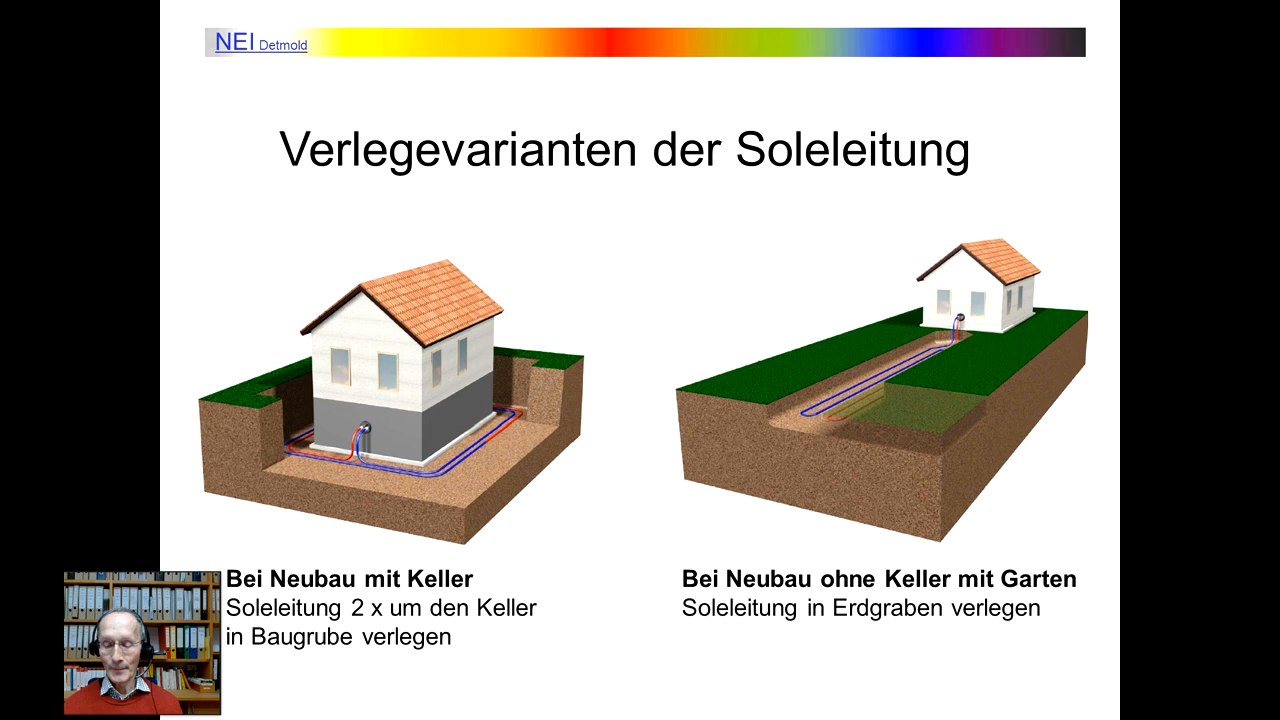 NEI Detmold
Verlegevarianten der Soleleitung
Bei Neubau mit Keller
Soleleitung 2 x um den Keller
in Baugrube verlegen
Bei Neubau ohne Keller mit Garten
Soleleitung in Erdgraben verlegen